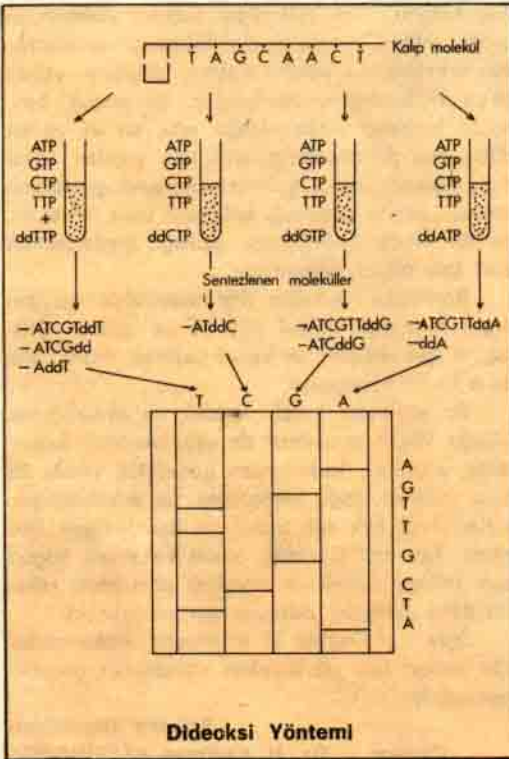 T A G C A A C T Kalıp molekül
ATP ATP ATP ATP
GTP GTP GTP GTP
CTP CTP CTP CTP
TTP TTP TTP TTP
+
ddTTP ddCTP ddGTP ddATP
Sentezlenen moleküller
– ATCGTddT –ATddC →ATCGTTddG →ATCGTTddA
– ATCGdd –ATCddG –ddA
– AddT
T C G A
A
G
T
T
G
C
T
A
Dideoksi Yöntemi